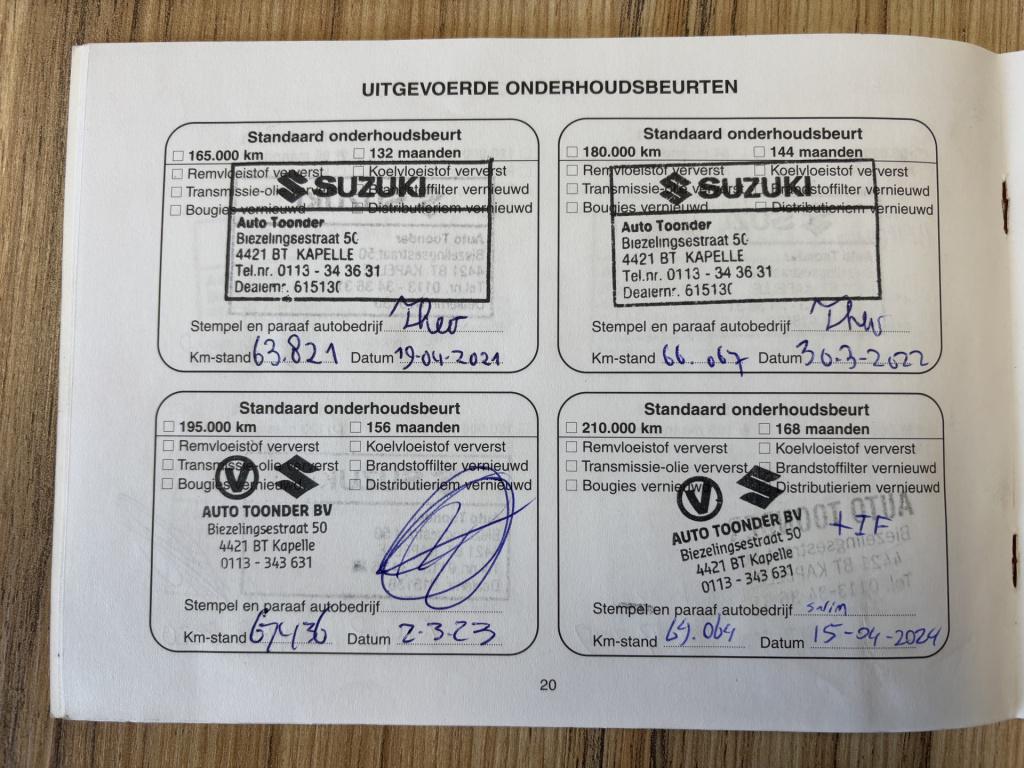 UITGEVOERDE ONDERHOUDSBEURTEN
Standaard onderhoudsbeurt
165.000 km 132 maanden
Remvloeistof ververst Koelvloeistof ververst
Transmissie-olie ververst Brandstoffilter vernieuwd
Bougies vernieuwd Distributieriem vernieuwd
SUZUKI
Auto Toonder
Biezelingsestraat 50
4421 BT KAPELLE
Tel.nr. 0113 - 34 36 31
Dealernr. 615130
Stempel en paraaf autobedrijf Theo
Km-stand 63.821 Datum 19-04-2021
Standaard onderhoudsbeurt
180.000 km 144 maanden
Remvloeistof ververst Koelvloeistof ververst
Transmissie-olie ververst Brandstoffilter vernieuwd
Bougies vernieuwd Distributieriem vernieuwd
SUZUKI
Auto Toonder
Biezelingsestraat 50
4421 BT KAPELLE
Tel.nr. 0113 - 34 36 31
Dealernr. 615130
Stempel en paraaf autobedrijf Theo
Km-stand 66.067 Datum 30-3-2022
Standaard onderhoudsbeurt
195.000 km 156 maanden
Remvloeistof ververst Koelvloeistof ververst
Transmissie-olie ververst Brandstoffilter vernieuwd
Bougies vernieuwd Distributieriem vernieuwd
AUTO TOONDER BV
Biezelingsestraat 50
4421 BT Kapelle
0113 - 343 631
Stempel en paraaf autobedrijf
Km-stand 67436 Datum 2-3-23
Standaard onderhoudsbeurt
210.000 km 168 maanden
Remvloeistof ververst Koelvloeistof ververst
Transmissie-olie ververst Brandstoffilter vernieuwd
Bougies vernieuwd Distributieriem vernieuwd
AUTO TOONDER BV
Biezelingsestraat 50
4421 BT Kapelle
0113 - 343 631
+ IF
Stempel en paraaf autobedrijf salim
Km-stand 69.064 Datum 15-04-2024
20